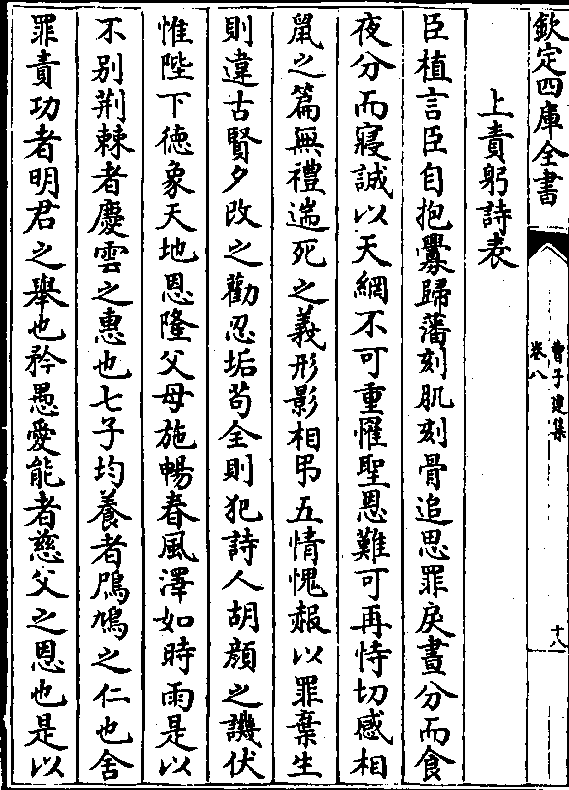 欽定四庫全書
曹子建集
卷八
十八
上責躬詩表
臣植言臣自抱舋歸藩刻肌刻骨追思罪戾晝分而食
夜分而寢誠以天網不可重罹聖恩難可再恃切感相
鼠之篇無禮遄死之義形影相弔五情愧赧以罪棄生
則違古賢夕改之勸忍垢苟全則犯詩人胡顔之譏伏
惟陛下德象天地恩隆父母施暢春風澤如時雨是以
不别荆棘者慶雲之惠也七子均養者鳲鳩之仁也舍
罪責功者明君之舉也矜愚愛能者慈父之恩也是以